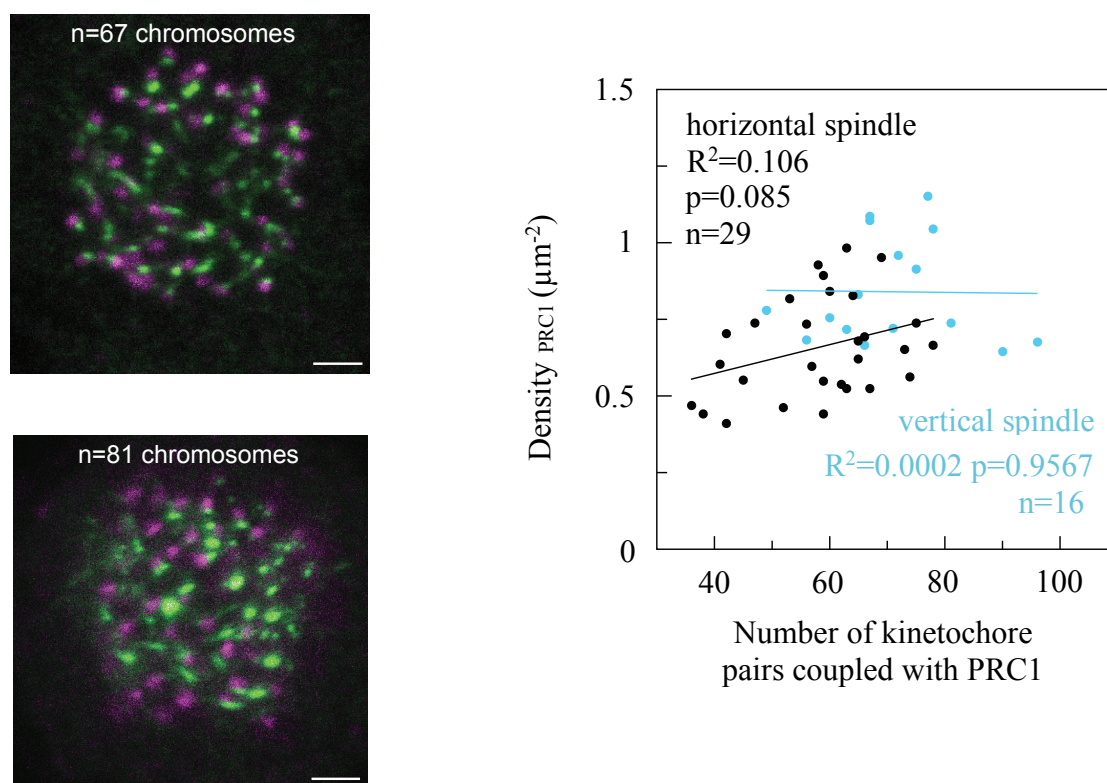 n=67 chromosomes
n=81 chromosomes
1.5
1
0.5
0
Density PRC1 (µm⁻²)
horizontal spindle
R²=0.106
p=0.085
n=29
vertical spindle
R²=0.0002 p=0.9567
n=16
40 60 80 100
Number of kinetochore
pairs coupled with PRC1